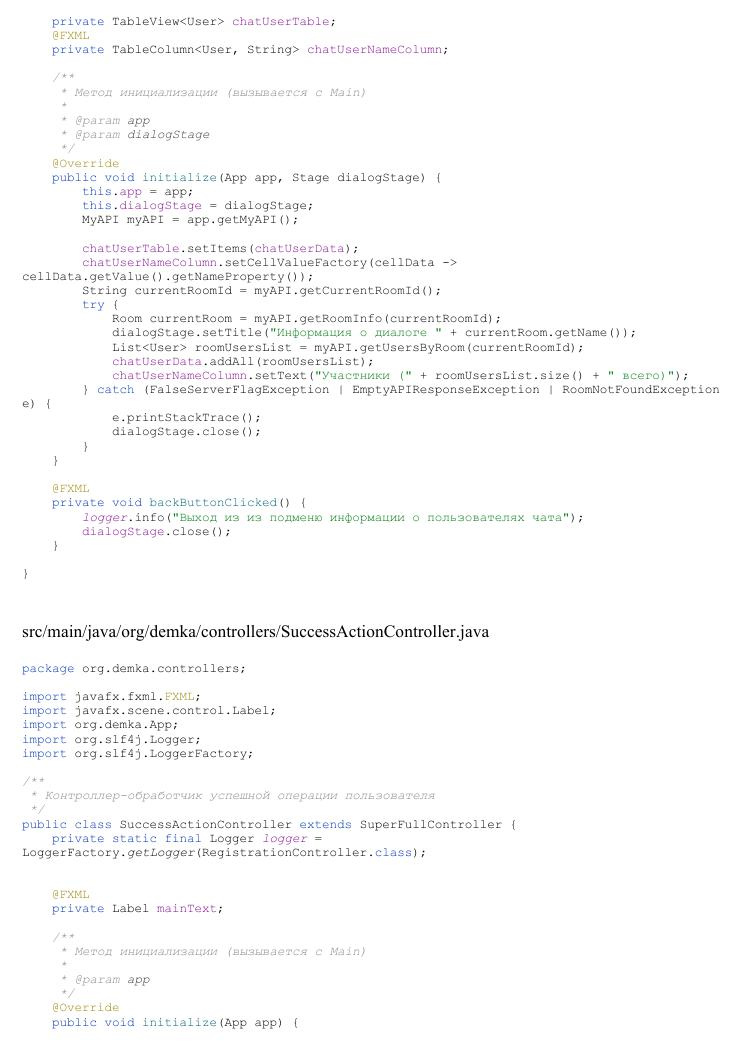 private TableView<User> chatUserTable;
    @FXML
    private TableColumn<User, String> chatUserNameColumn;

    /**
     * Метод инициализации (вызывается с Main)
     *
     * @param app
     * @param dialogStage
     */
    @Override
    public void initialize(App app, Stage dialogStage) {
        this.app = app;
        this.dialogStage = dialogStage;
        MyAPI myAPI = app.getMyAPI();

        chatUserTable.setItems(chatUserData);
        chatUserNameColumn.setCellValueFactory(cellData ->
cellData.getValue().getNameProperty());
        String currentRoomId = myAPI.getCurrentRoomId();
        try {
            Room currentRoom = myAPI.getRoomInfo(currentRoomId);
            dialogStage.setTitle("Информация о диалоге " + currentRoom.getName());
            List<User> roomUsersList = myAPI.getUsersByRoom(currentRoomId);
            chatUserData.addAll(roomUsersList);
            chatUserNameColumn.setText("Участники (" + roomUsersList.size() + " всего)");
        } catch (FalseServerFlagException | EmptyAPIResponseException | RoomNotFoundException
e) {
            e.printStackTrace();
            dialogStage.close();
        }
    }

    @FXML
    private void backButtonClicked() {
        logger.info("Выход из из подменю информации о пользователях чата");
        dialogStage.close();
    }

}

src/main/java/org/demka/controllers/SuccessActionController.java

package org.demka.controllers;

import javafx.fxml.FXML;
import javafx.scene.control.Label;
import org.demka.App;
import org.slf4j.Logger;
import org.slf4j.LoggerFactory;

/**
 * Контроллер-обработчик успешной операции пользователя
 */
public class SuccessActionController extends SuperFullController {
    private static final Logger logger =
LoggerFactory.getLogger(RegistrationController.class);

    @FXML
    private Label mainText;

    /**
     * Метод инициализации (вызывается с Main)
     *
     * @param app
     */
    @Override
    public void initialize(App app) {